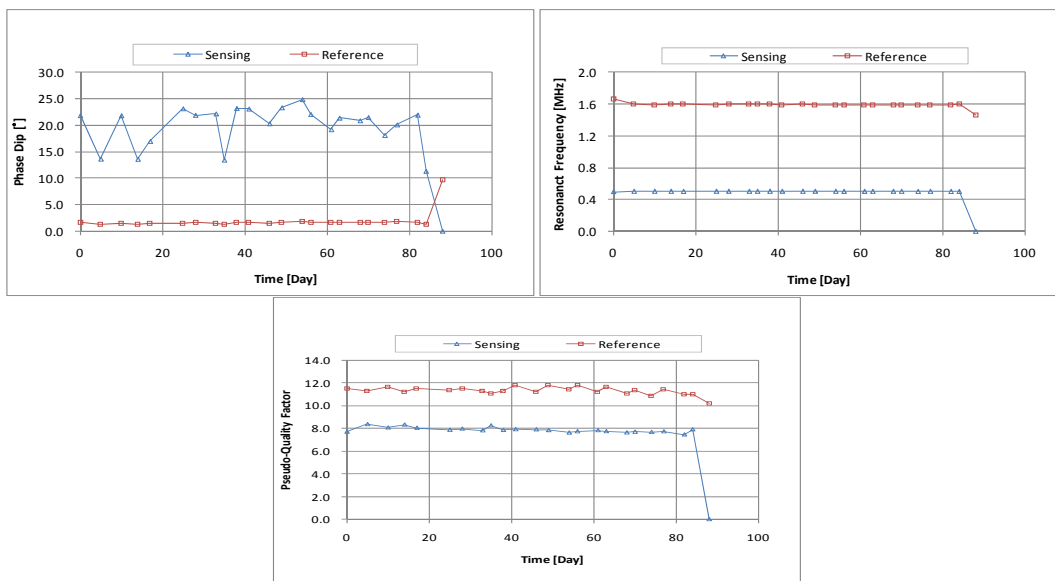 Sensing Reference
30.0
25.0
20.0
15.0
10.0
5.0
0.0
0 20 40 60 80 100
Phase Dip [°]
Time [Day]
Sensing Reference
2.0
1.6
1.2
0.8
0.4
0.0
0 20 40 60 80 100
Resonanct Frequency [MHz]
Time [Day]
Sensing Reference
14.0
12.0
10.0
8.0
6.0
4.0
2.0
0.0
0 20 40 60 80 100
Pseudo-Quality Factor
Time [Day]